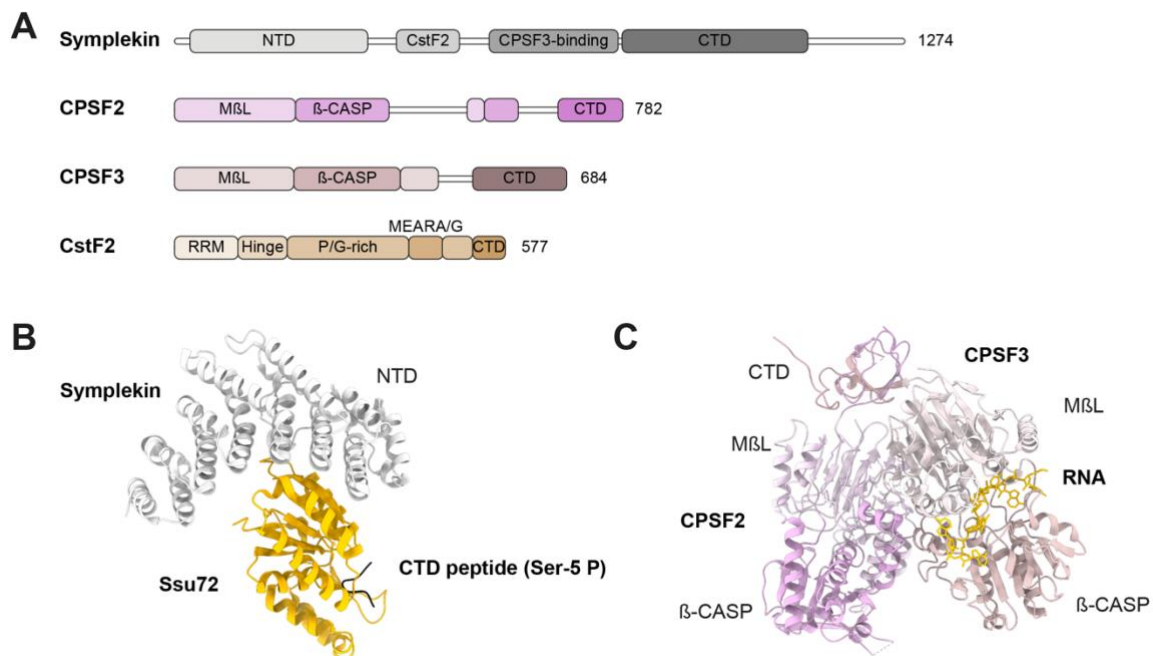 A
Symplekin NTD CstF2 CPSF3-binding CTD 1274
CPSF2 MßL ß-CASP CTD 782
CPSF3 MßL ß-CASP CTD 684
MEARA/G
CstF2 RRM Hinge P/G-rich CTD 577
B
Symplekin
NTD
Ssu72
CTD peptide (Ser-5 P)
C
CTD
CPSF3
MßL
MßL
RNA
CPSF2
ß-CASP
ß-CASP